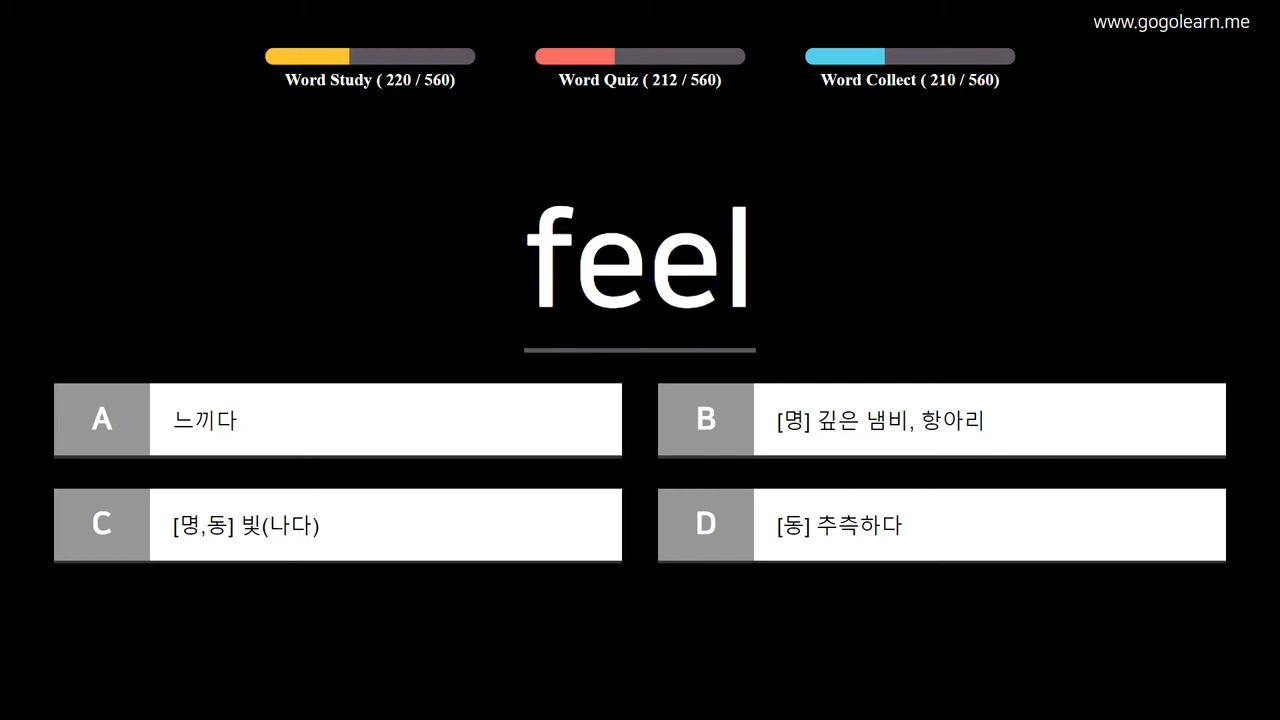 www.gogolearn.me
Word Study ( 220 / 560)
Word Quiz ( 212 / 560)
Word Collect ( 210 / 560)
feel
A 느끼다
B [명] 깊은 냄비, 항아리
C [명,동] 빛(나다)
D [동] 추측하다